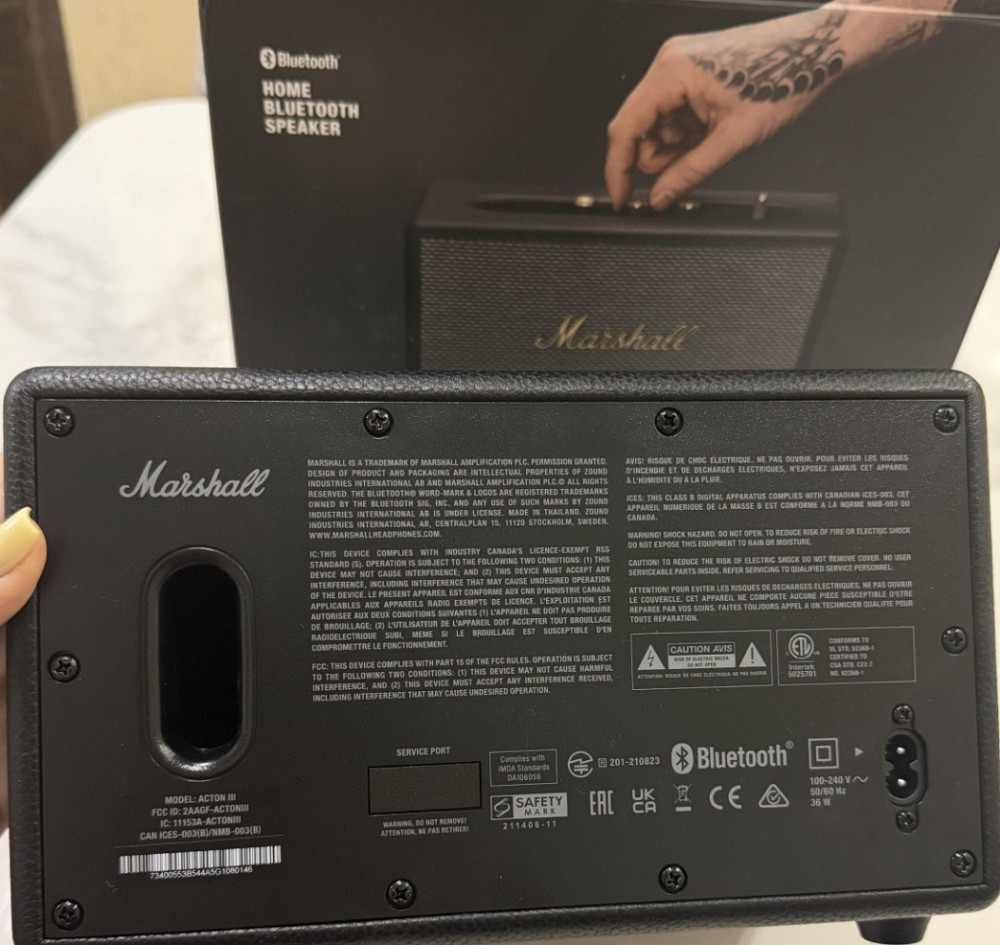 Bluetooth®
HOME
BLUETOOTH
SPEAKER
Marshall
Marshall
MARSHALL IS A TRADEMARK OF MARSHALL AMPLIFICATION PLC. PERMISSION GRANTED.
DESIGN OF PRODUCT AND PACKAGING ARE INTELLECTUAL PROPERTIES OF ZOUND
INDUSTRIES INTERNATIONAL AB AND MARSHALL AMPLIFICATION PLC.© ALL RIGHTS
RESERVED. THE BLUETOOTH® WORD-MARK & LOGOS ARE REGISTERED TRADEMARKS
OWNED BY THE BLUETOOTH SIG, INC. AND ANY USE OF SUCH MARKS BY ZOUND
INDUSTRIES INTERNATIONAL AB IS UNDER LICENSE. MADE IN THAILAND. ZOUND
INDUSTRIES INTERNATIONAL AB, CENTRALPLAN 15, 11120 STOCKHOLM, SWEDEN.
WWW.MARSHALLHEADPHONES.COM.
IC:THIS DEVICE COMPLIES WITH INDUSTRY CANADA'S LICENCE-EXEMPT RSS
STANDARD (S). OPERATION IS SUBJECT TO THE FOLLOWING TWO CONDITIONS: (1) THIS
DEVICE MAY NOT CAUSE INTERFERENCE; AND (2) THIS DEVICE MUST ACCEPT ANY
INTERFERENCE, INCLUDING INTERFERENCE THAT MAY CAUSE UNDESIRED OPERATION
OF THE DEVICE. LE PRESENT APPAREIL EST CONFORME AUX CNR D'INDUSTRIE CANADA
APPLICABLES AUX APPAREILS RADIO EXEMPTS DE LICENCE. L'EXPLOITATION EST
AUTORISEE AUX DEUX CONDITIONS SUIVANTES (1) L'APPAREIL NE DOIT PAS PRODUIRE
DE BROUILLAGE; (2) L'UTILISATEUR DE L'APPAREIL DOIT ACCEPTER TOUT BROUILLAGE
RADIOELECTRIQUE SUBI, MEME SI LE BROUILLAGE EST SUSCEPTIBLE D'EN
COMPROMETTRE LE FONCTIONNEMENT.
FCC: THIS DEVICE COMPLIES WITH PART 15 OF THE FCC RULES. OPERATION IS SUBJECT
TO THE FOLLOWING TWO CONDITIONS: (1) THIS DEVICE MAY NOT CAUSE HARMFUL
INTERFERENCE, AND (2) THIS DEVICE MUST ACCEPT ANY INTERFERENCE RECEIVED,
INCLUDING INTERFERENCE THAT MAY CAUSE UNDESIRED OPERATION.
AVIS! RISQUE DE CHOC ELECTRIQUE. NE PAS OUVRIR. POUR EVITER LES RISQUES
D'INCENDIE ET DE DECHARGES ELECTRIQUES, N'EXPOSEZ JAMAIS CET APPAREIL
A L'HUMIDITE OU A LA PLUIE.
ICES: THIS CLASS B DIGITAL APPARATUS COMPLIES WITH CANADIAN ICES-003. CET
APPAREIL NUMERIQUE DE LA MASSE B EST CONFORME A LA NORME NMB-003 DU
CANADA.
WARNING! SHOCK HAZARD. DO NOT OPEN. TO REDUCE RISK OF FIRE OR ELECTRIC SHOCK
DO NOT EXPOSE THIS EQUIPMENT TO RAIN OR MOISTURE.
CAUTION! TO REDUCE THE RISK OF ELECTRIC SHOCK DO NOT REMOVE COVER. NO USER
SERVICEABLE PARTS INSIDE. REFER SERVICING TO QUALIFIED SERVICE PERSONNEL.
ATTENTION! POUR EVITER LES RISQUES DE DECHARGES ELECTRIQUES, NE PAS OUVRIR
LE COUVERCLE. CET APPAREIL NE COMPORTE AUCUNE PIECE SUSCEPTIBLE D'ETRE
REPAREE PAR VOS SOINS. FAITES TOUJOURS APPEL A UN TECHNICIEN QUALIFIE POUR
TOUTE REPARATION.
CAUTION AVIS
RISK OF ELECTRIC SHOCK
DO NOT OPEN
ATTENTION: RISQUE DE CHOC ELECTRIQUE-NE PAS OUVRIR
ETL
Intertek
5025701
CONFORMS TO
UL STD. 62368-1
CERTIFIED TO
CSA STD. C22.2
NO. 62368-1
MODEL: ACTON III
FCC ID: 2AAGF-ACTONIII
IC: 11153A-ACTONIII
CAN ICES-003(B)/NMB-003(B)
73400553B544A5G1060146
SERVICE PORT
WARNING, DO NOT REMOVE!
ATTENTION, NE PAS RETIRER!
Complies with
IMDA Standards
DA106056
SAFETY
MARK
211406-11
R 201-210823
Bluetooth®
EAC
UK
CA
CE
100-240 V~
50/60 Hz
36 W